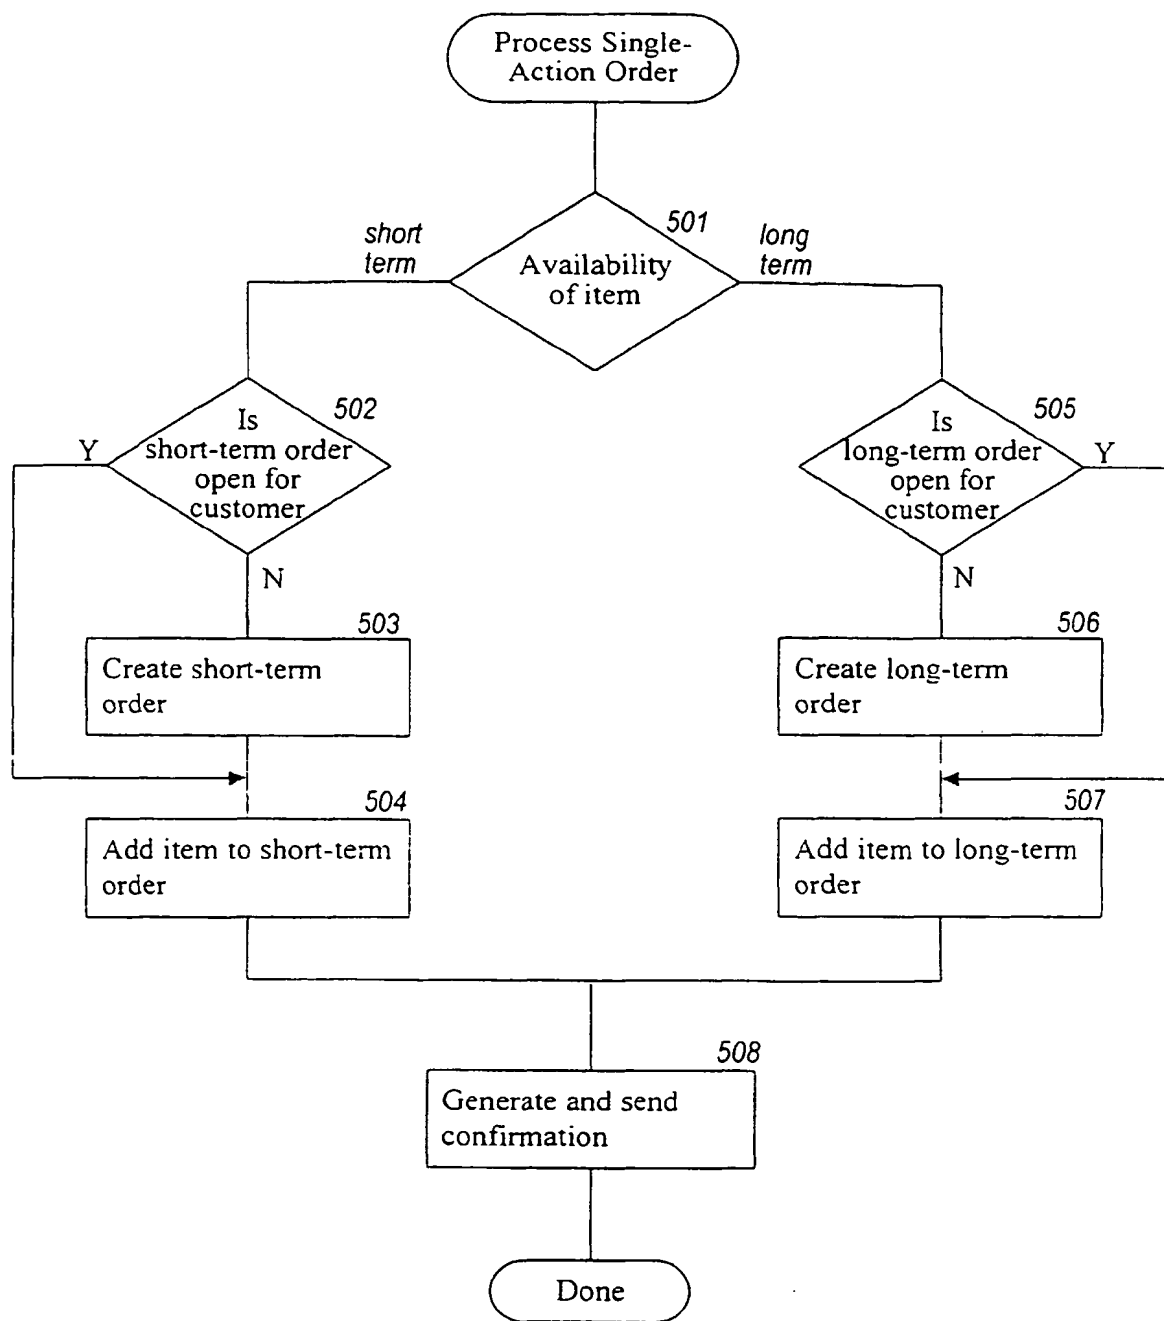 Process Single-
Action Order
501
short
term
long
term
Availability
of item
502
Is
short-term order
open for
customer
Y
N
505
Is
long-term order
open for
customer
Y
N
503
Create short-term
order
506
Create long-term
order
504
Add item to short-term
order
507
Add item to long-term
order
508
Generate and send
confirmation
Done